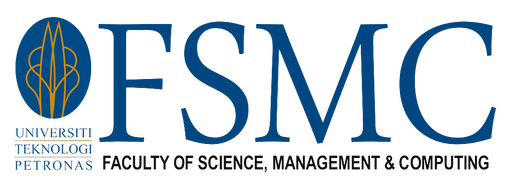 FSMC
UNIVERSITI
TEKNOLOGI
PETRONAS
FACULTY OF SCIENCE, MANAGEMENT & COMPUTING